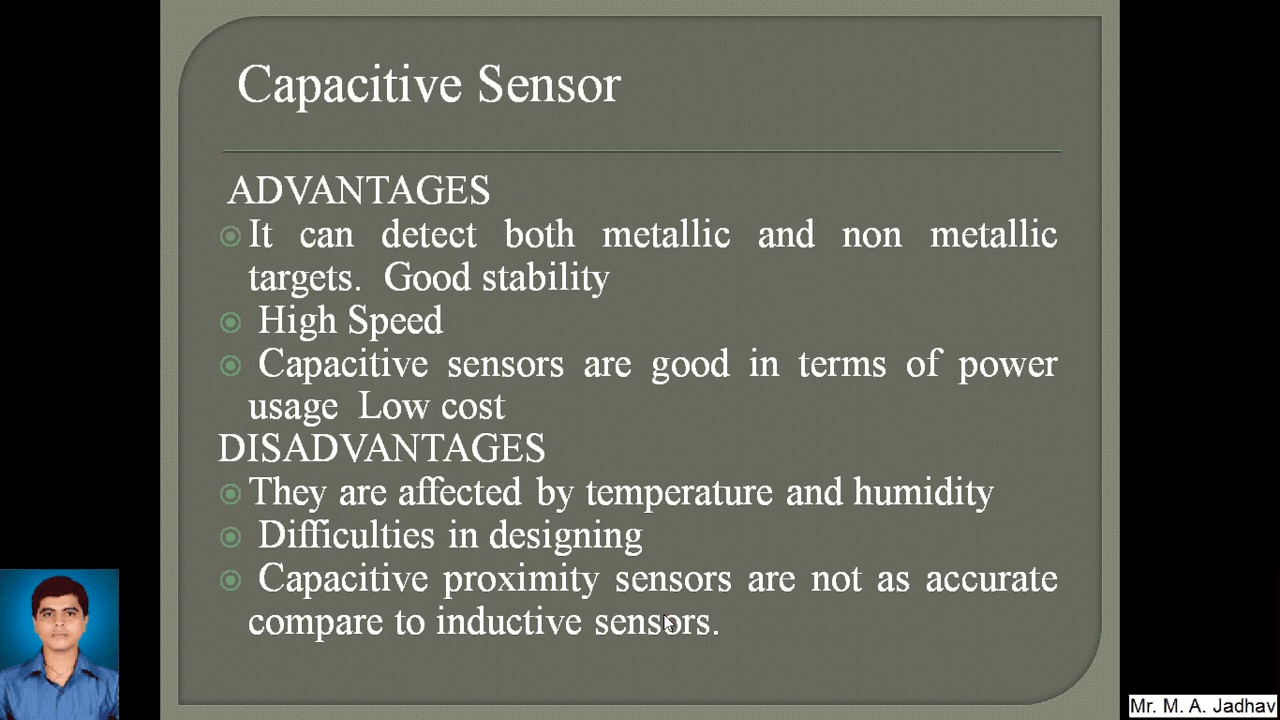 Capacitive Sensor
ADVANTAGES
It can detect both metallic and non metallic
targets. Good stability
High Speed
Capacitive sensors are good in terms of power
usage Low cost
DISADVANTAGES
They are affected by temperature and humidity
Difficulties in designing
Capacitive proximity sensors are not as accurate
compare to inductive sensors.
Mr. M. A. Jadhav